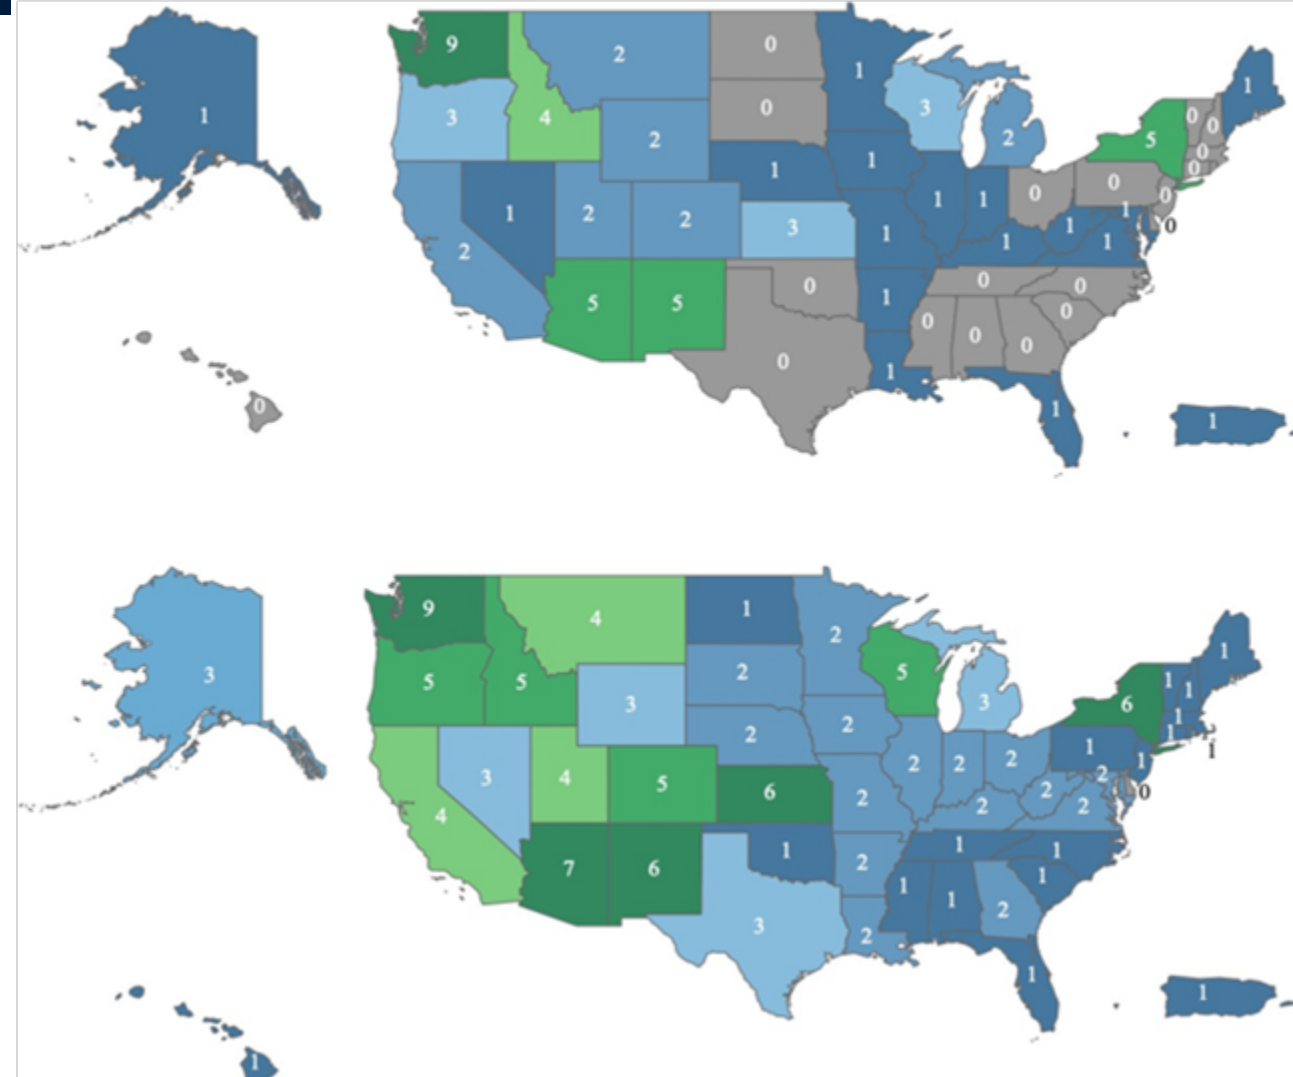 9 2 0 1 1
1 3 4 2 0 3 2 5 0 0
1 2 2 1 1 1 1 0 0 0 0 0
2 1 3 1 1 1 1 1 0
5 5 0 1 0 0 0
0 0 0 0
0 1 1 1
0
9 4 1 2 1
3 5 5 3 2 5 3 6 1 1
4 3 4 5 2 2 2 2 2 1 1 1 1 1
6 2 2 2 2 2 0
7 6 1 2 1 1 1
3 2 1 1 2
1 1 1